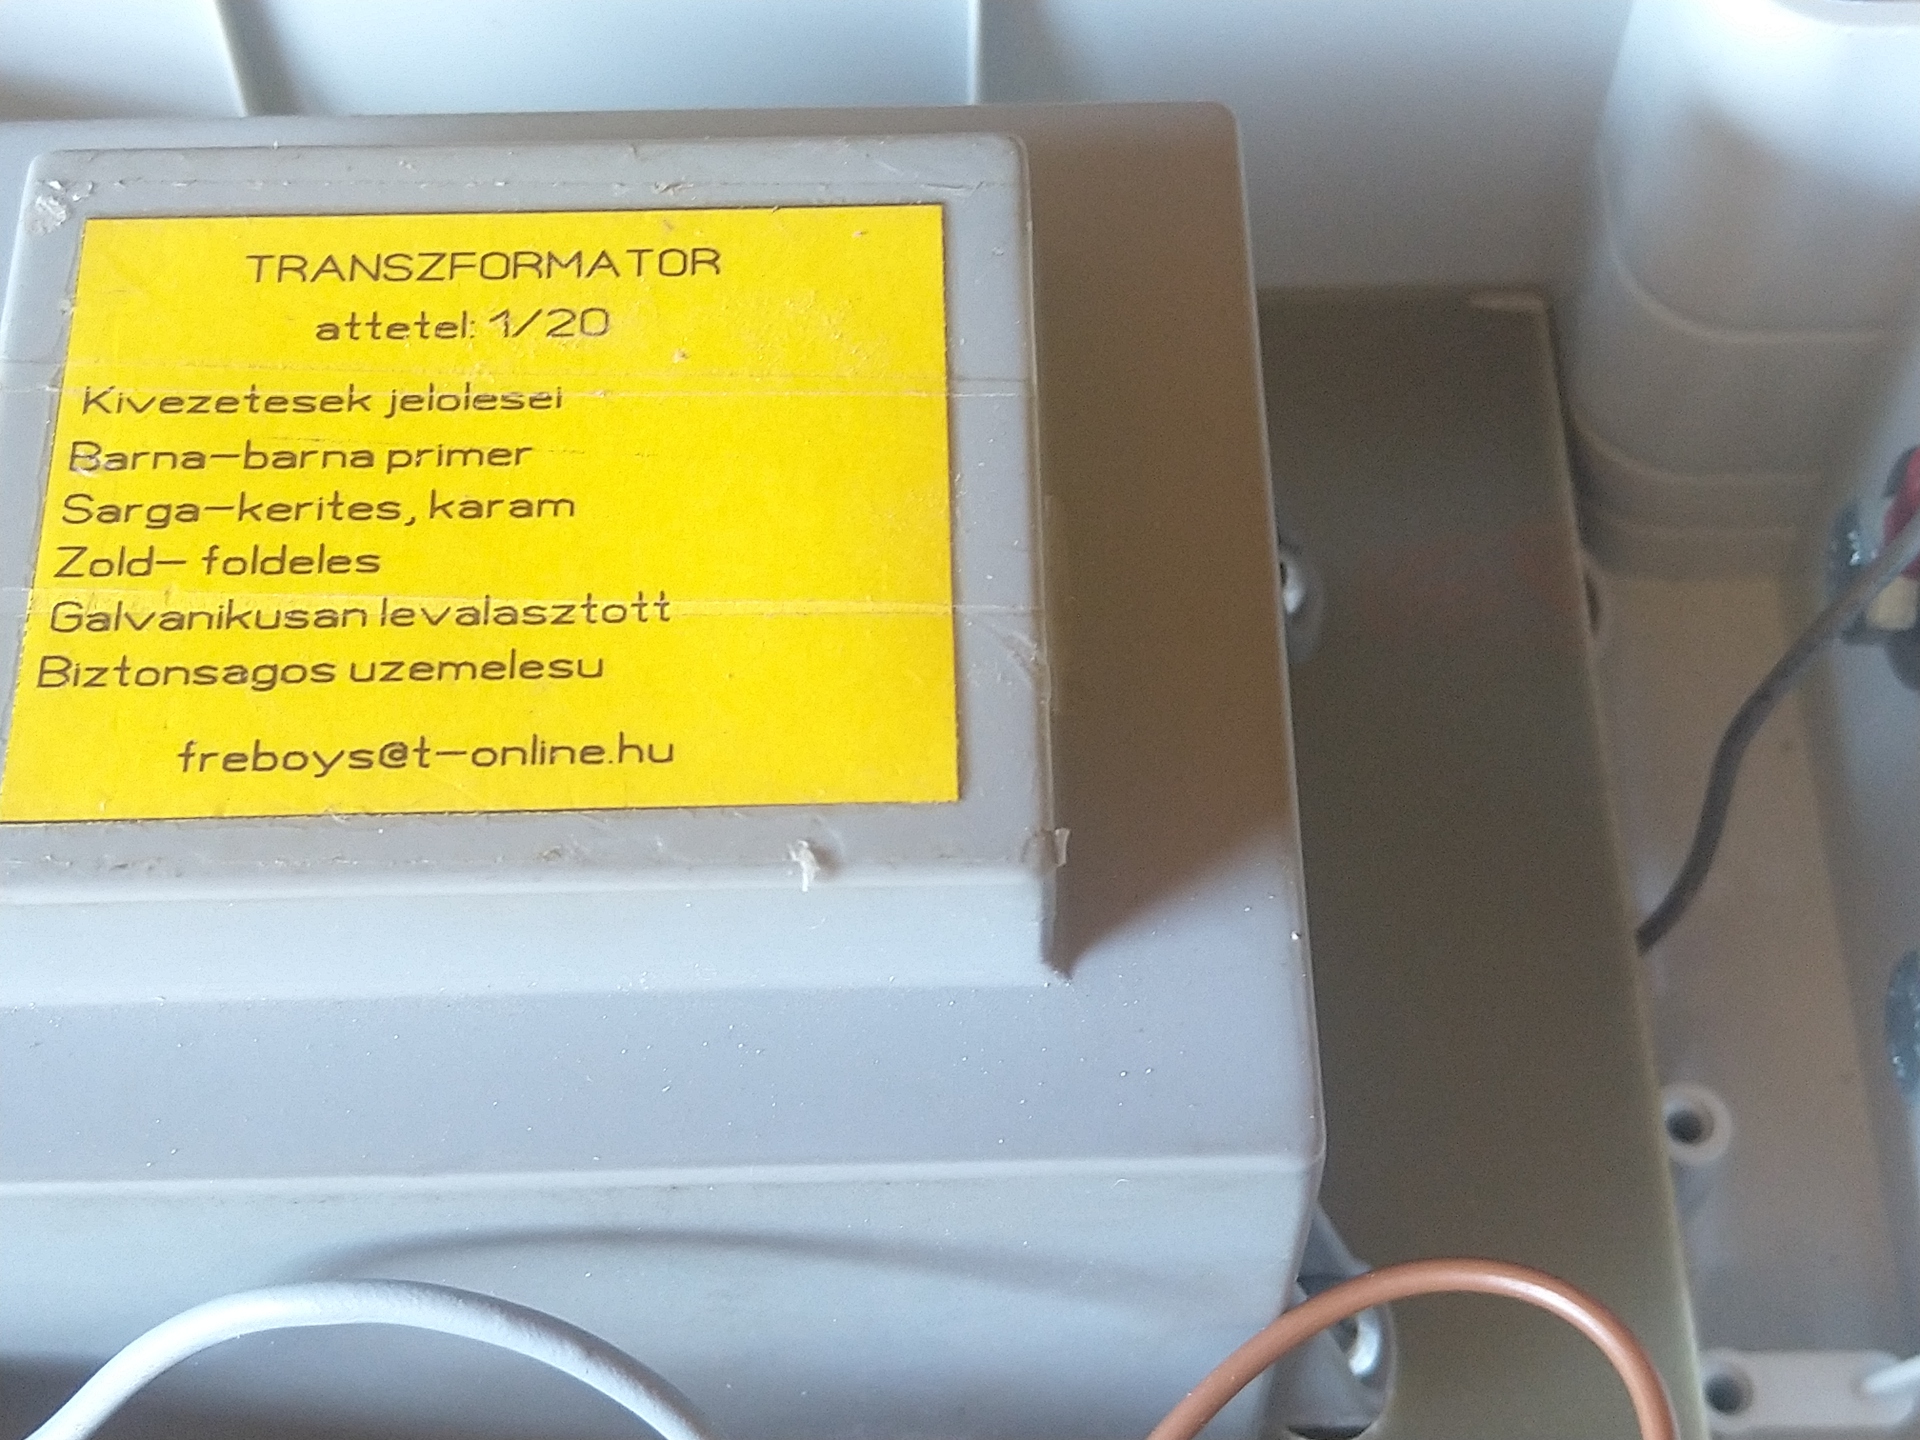 TRANSZFORMATOR
attetel: 1/20
Kivezetesek jelolesei
Barna-barna primer
Sarga-kerites, karam
Zold- foldeles
Galvanikusan levalasztott
Biztonsagos uzemelesu
freboys@t-online.hu